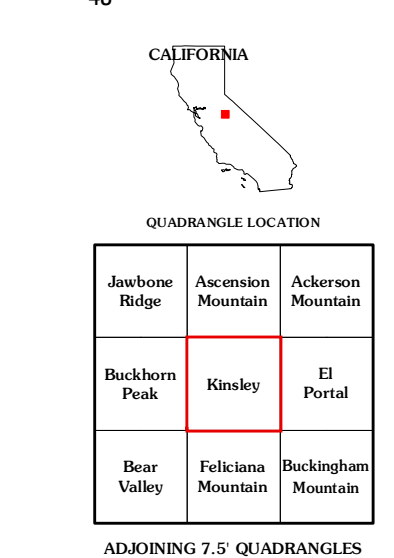 CALIFORNIA
QUADRANGLE LOCATION
Jawbone
Ridge
Ascension
Mountain
Ackerson
Mountain
Buckhorn
Peak
Kinsley
El
Portal
Bear
Valley
Feliciana
Mountain
Buckingham
Mountain
ADJOINING 7.5' QUADRANGLES